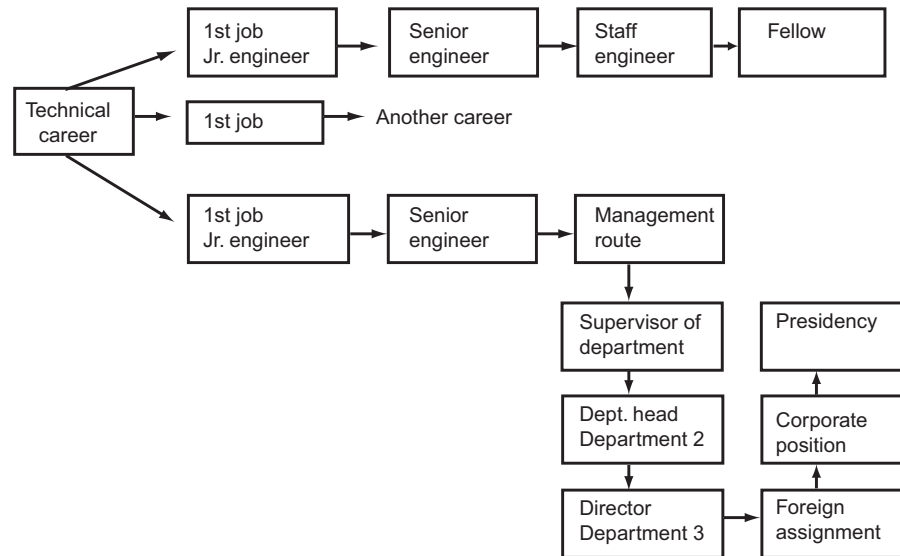 1st job
Jr. engineer
Senior
engineer
Staff
engineer
Fellow
Technical
career
1st job
Another career
1st job
Jr. engineer
Senior
engineer
Management
route
Supervisor of
department
Presidency
Dept. head
Department 2
Corporate
position
Director
Department 3
Foreign
assignment